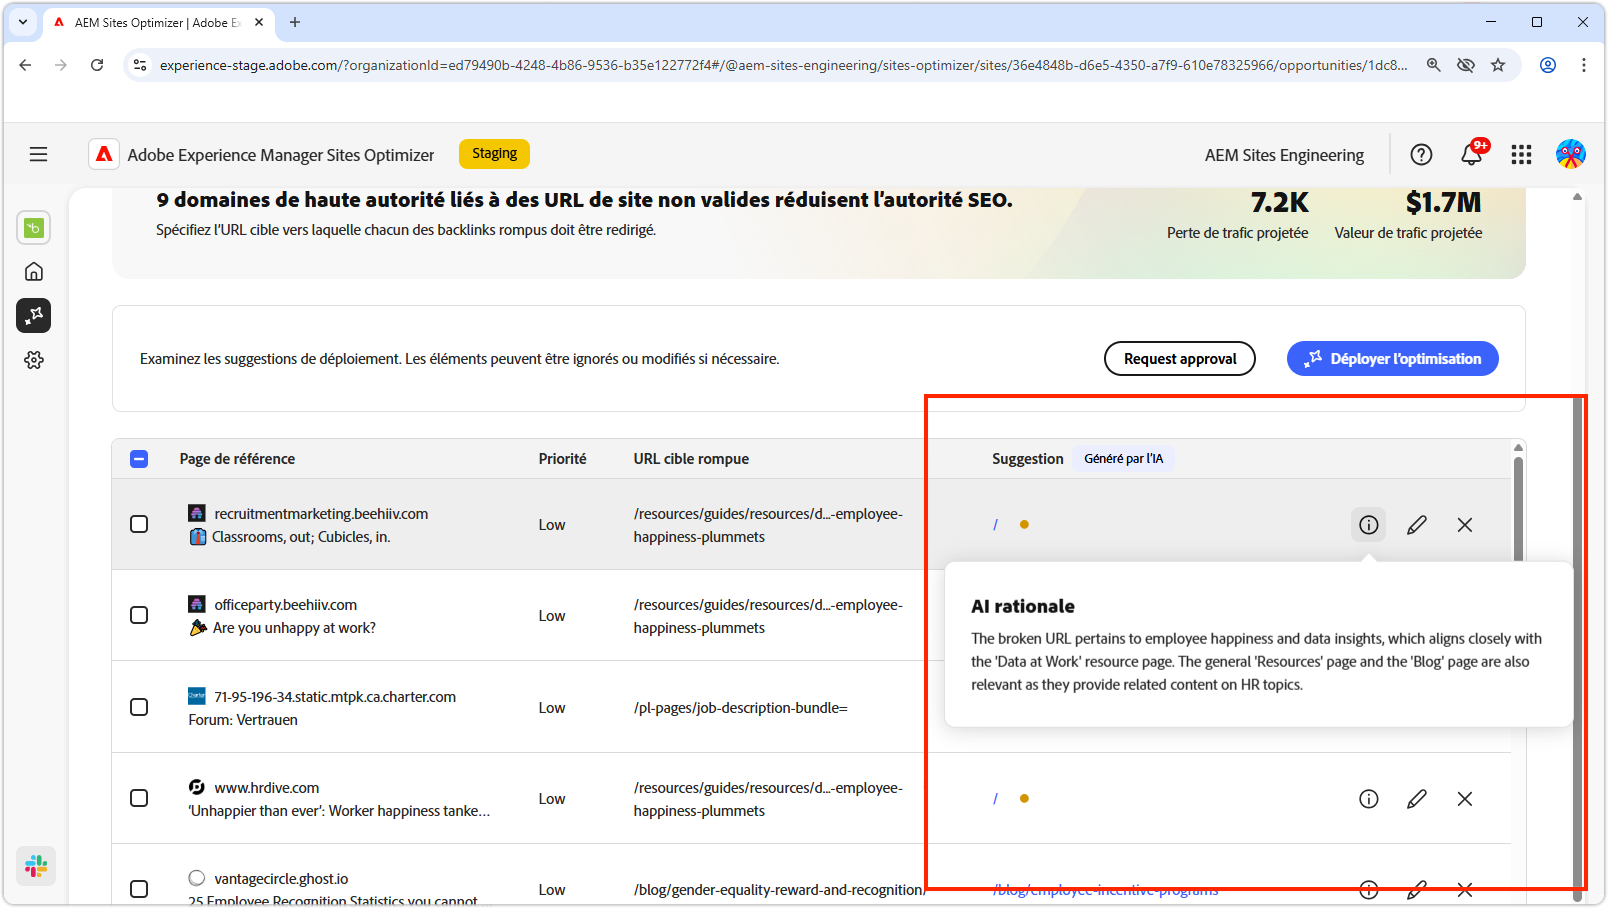 AEM Sites Optimizer | Adobe Ex
experience-stage.adobe.com/?organizationId=ed79490b-4248-4b86-9536-b35e122772f4#/@aem-sites-engineering/sites-optimizer/sites/36e4848b-d6e5-4350-a7f9-610e78325966/opportunities/1dc8...
Adobe Experience Manager Sites Optimizer
Staging
AEM Sites Engineering
9+
9 domaines de haute autorité liés à des URL de site non valides réduisent l'autorité SEO.
Spécifiez l'URL cible vers laquelle chacun des backlinks rompus doit être redirigé.
7.2K
$1.7M
Perte de trafic projetée
Valeur de trafic projetée
Examinez les suggestions de déploiement. Les éléments peuvent être ignorés ou modifiés si nécessaire.
Request approval
Déployer l'optimisation
Page de référence
Priorité
URL cible rompue
Suggestion
Généré par l'IA
recruitmentmarketing.beehiiv.com
Classrooms, out; Cubicles, in.
Low
/resources/guides/resources/d...-employee-
happiness-plummets
/
officeparty.beehiiv.com
Are you unhappy at work?
Low
/resources/guides/resources/d...-employee-
happiness-plummets
AI rationale
The broken URL pertains to employee happiness and data insights, which aligns closely with
the 'Data at Work' resource page. The general 'Resources' page and the 'Blog' page are also
relevant as they provide related content on HR topics.
71-95-196-34.static.mtpk.ca.charter.com
Forum: Vertrauen
Low
/pl-pages/job-description-bundle=
www.hrdive.com
'Unhappier than ever': Worker happiness tanke...
Low
/resources/guides/resources/d...-employee-
happiness-plummets
/
vantagecircle.ghost.io
25 Employee Recognition Statistics you cannot...
Low
/blog/gender-equality-reward-and-recognition/
/blog/employee-incentive-programs